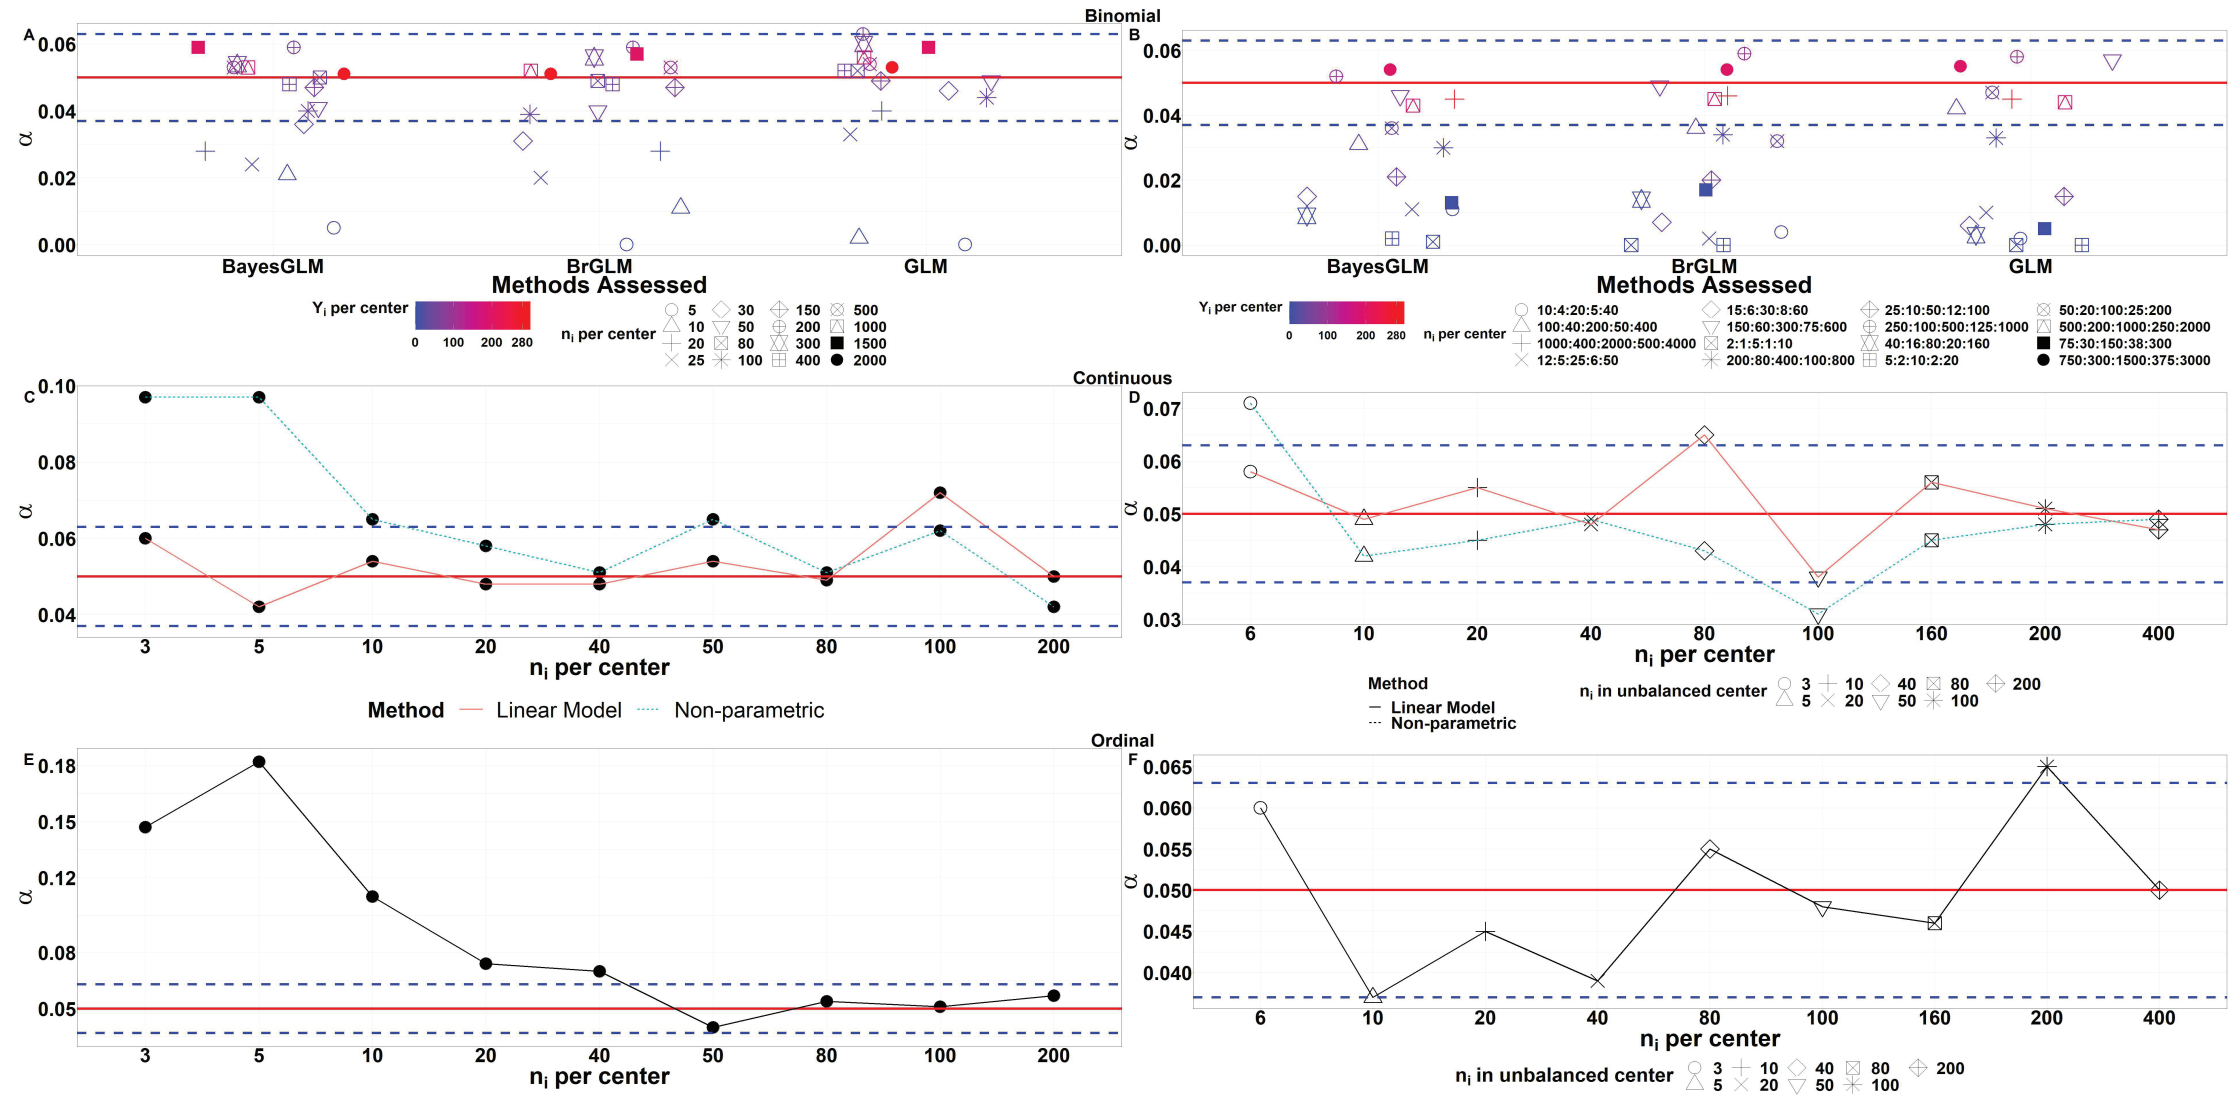 Binomial
A
0.06
0.04
0.02
0.00
α
BayesGLM BrGLM GLM
Methods Assessed
Yi per center
0 100 200 280
ni per center
5 30 150 500
10 50 200 1000
20 80 300 1500
25 100 400 2000
B
0.06
0.04
0.02
0.00
α
BayesGLM BrGLM GLM
Methods Assessed
Yi per center
0 100 200 280
ni per center
10:4:20:5:40 15:6:30:8:60 25:10:50:12:100 50:20:100:25:200
100:40:200:50:400 150:60:300:75:600 250:100:500:125:1000 500:200:1000:250:2000
1000:400:2000:500:4000 2:1:5:1:10 40:16:80:20:160 75:30:150:38:300
12:5:25:6:50 200:80:400:100:800 5:2:10:2:20 750:300:1500:375:3000
Continuous
C
0.10
0.08
0.06
0.04
α
3 5 10 20 40 50 80 100 200
ni per center
Method Linear Model Non-parametric
D
0.07
0.06
0.05
0.04
0.03
α
6 10 20 40 80 100 160 200 400
ni per center
Method
Linear Model
Non-parametric
ni in unbalanced center
3 10 40 80 200
5 20 50 100
Ordinal
E
0.18
0.15
0.12
0.08
0.05
α
3 5 10 20 40 50 80 100 200
ni per center
F
0.065
0.060
0.055
0.050
0.045
0.040
α
6 10 20 40 80 100 160 200 400
ni per center
ni in unbalanced center
3 10 40 80 200
5 20 50 100